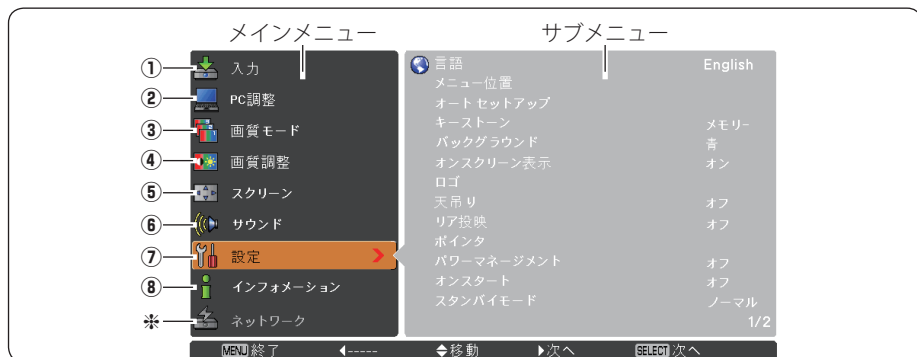 メインメニュー サブメニュー
① 入力 言語 English
メニュー位置
② PC調整
オートセットアップ
キーストーン メモリー
③ 画質モード
バックグラウンド 青
④ 画質調整 オンスクリーン表示 オン
ロゴ
⑤ スクリーン 天吊り オフ
⑥ サウンド リア投映 オフ
ポインタ
⑦ 設定 パワーマネージメント オフ
⑧ インフォメーション オンスタート オフ
スタンバイモード ノーマル
※ ネットワーク 1/2
MENU 終了 ----- 移動 次へ SELECT 次へ